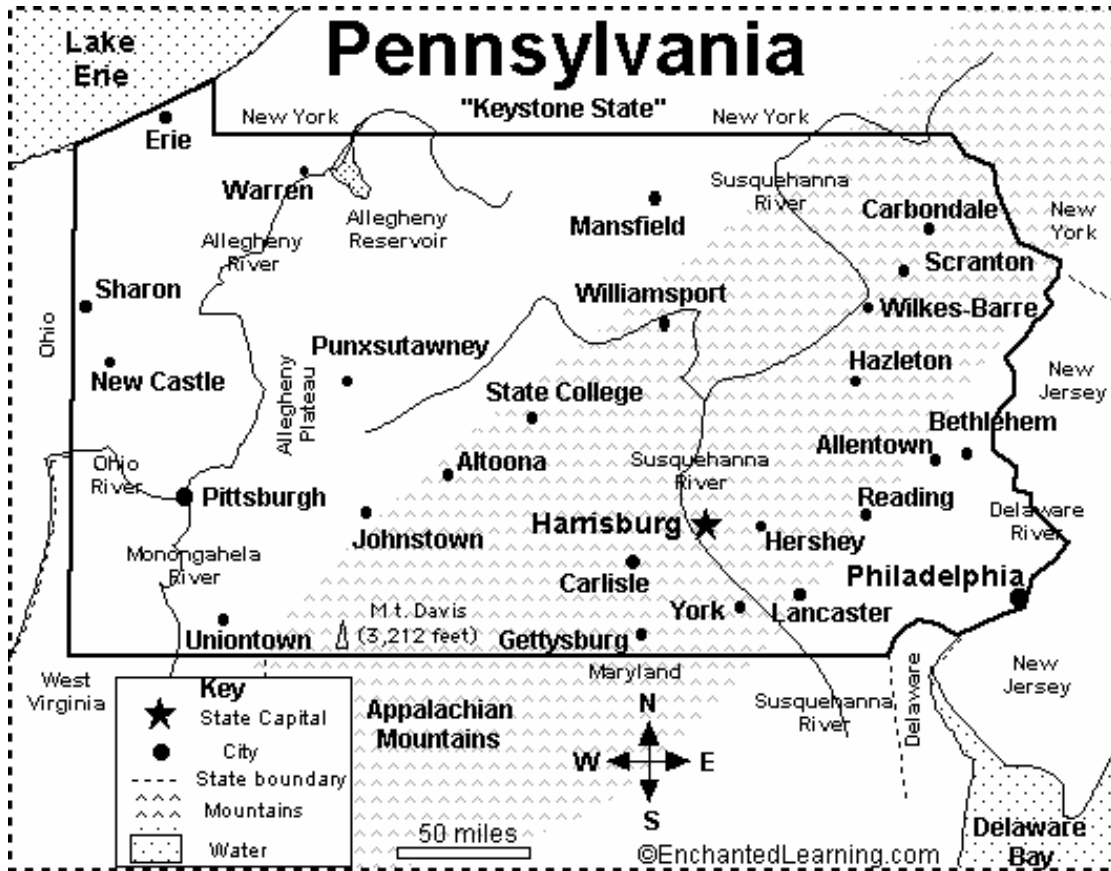 Pennsylvania
"Keystone State"
Lake
Erie
New York
New York
Erie
Warren
Allegheny
Reservoir
Allegheny
River
Mansfield
Susquehanna
River
Carbondale
New
York
Scranton
Sharon
Williamsport
Wilkes-Barre
Ohio
Punxsutawney
New Castle
Allegheny
Plateau
State College
Hazleton
New
Jersey
Bethlehem
Allentown
Ohio
River
Altoona
Susquehanna
River
Pittsburgh
Reading
Delaware
River
Johnstown
Harrisburg
Hershey
Monongahela
River
Carlisle
Philadelphia
Uniontown
Mt. Davis
(3,212 feet)
Gettysburg
York
Lancaster
West
Virginia
Maryland
Susquehanna
River
Delaware
New
Jersey
Key
State Capital
City
State boundary
Mountains
Water
Appalachian
Mountains
N
W E
S
50 miles
©EnchantedLearning.com
Delaware
Bay